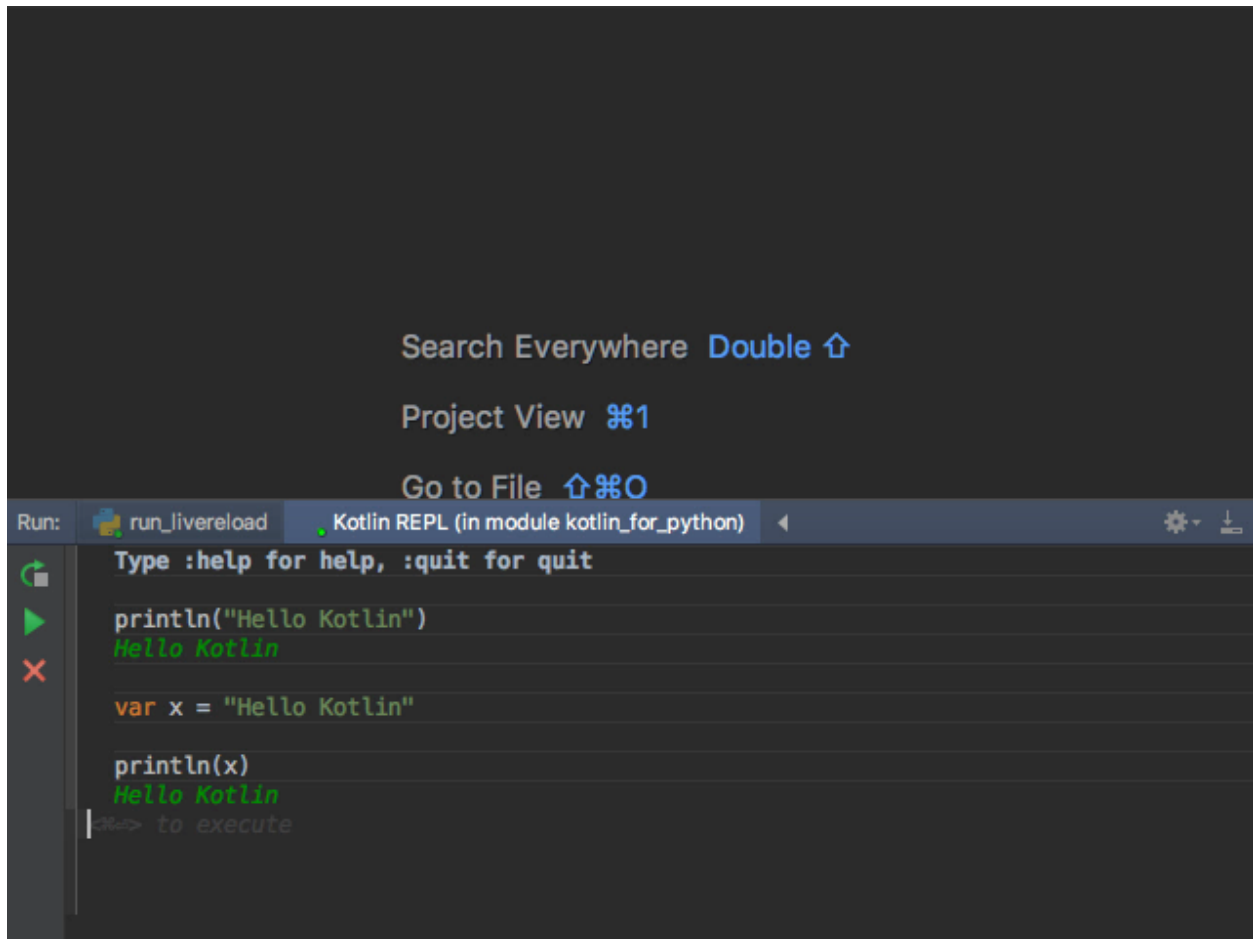 Search Everywhere Double ⇧
Project View ⌘1
Go to File ⇧⌘O
Run: run_livereload Kotlin REPL (in module kotlin_for_python)
Type :help for help, :quit for quit
println("Hello Kotlin")
Hello Kotlin
var x = "Hello Kotlin"
println(x)
Hello Kotlin
<⌘⏎> to execute